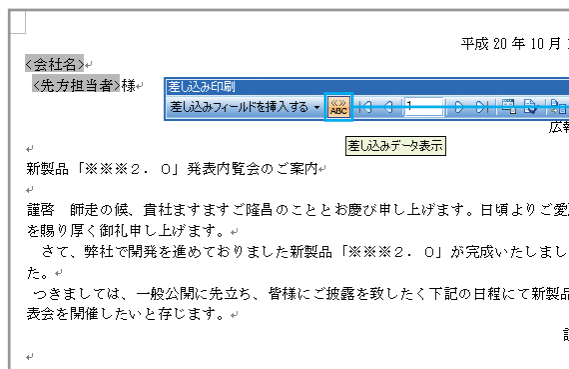 平成 20 年 10 月 1
<会社名>
<先方担当者>様
差し込み印刷
差し込みフィールドを挿入する
«» ABC
1
広報
差し込みデータ表示
新製品「※※※２．０」発表内覧会のご案内
謹啓　師走の候、貴社ますますご隆昌のこととお慶び申し上げます。日頃よりご愛
を賜り厚く御礼申し上げます。
さて、弊社で開発を進めておりました新製品「※※※２．０」が完成いたしまし
た。
つきましては、一般公開に先立ち、皆様にご披露を致したく下記の日程にて新製品
表会を開催したいと存じます。